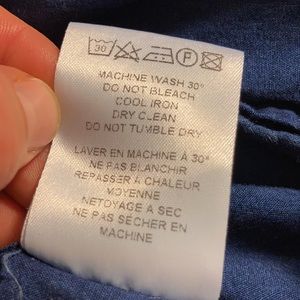 30 P
MACHINE WASH 30°
DO NOT BLEACH
COOL IRON
DRY CLEAN
DO NOT TUMBLE DRY
LAVER EN MACHINE À 30°
NE PAS BLANCHIR
REPASSER À CHALEUR
MOYENNE
NETTOYAGE À SEC
NE PAS SÉCHER EN
MACHINE